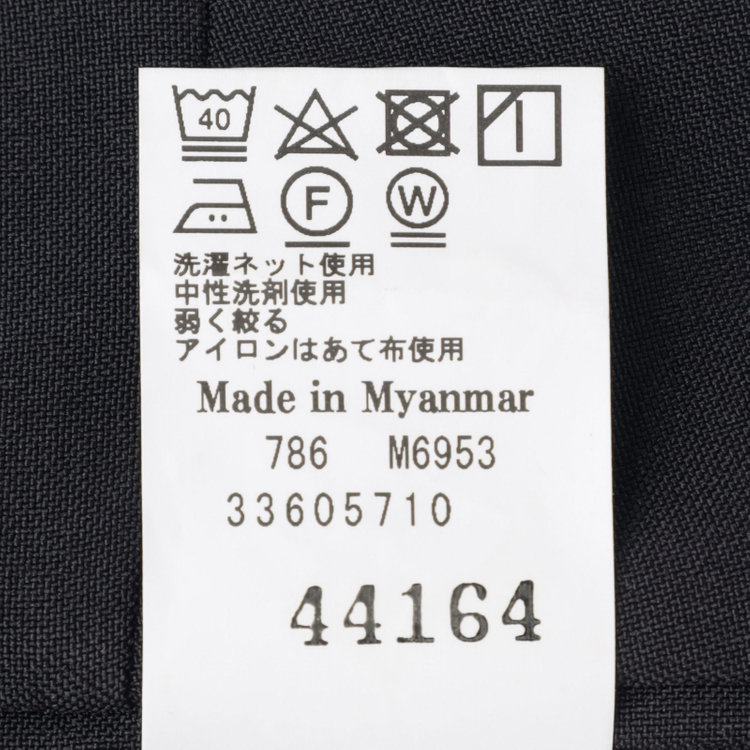 40
F W
洗濯ネット使用
中性洗剤使用
弱く絞る
アイロンはあて布使用
Made in Myanmar
786 M6953
33605710
44164